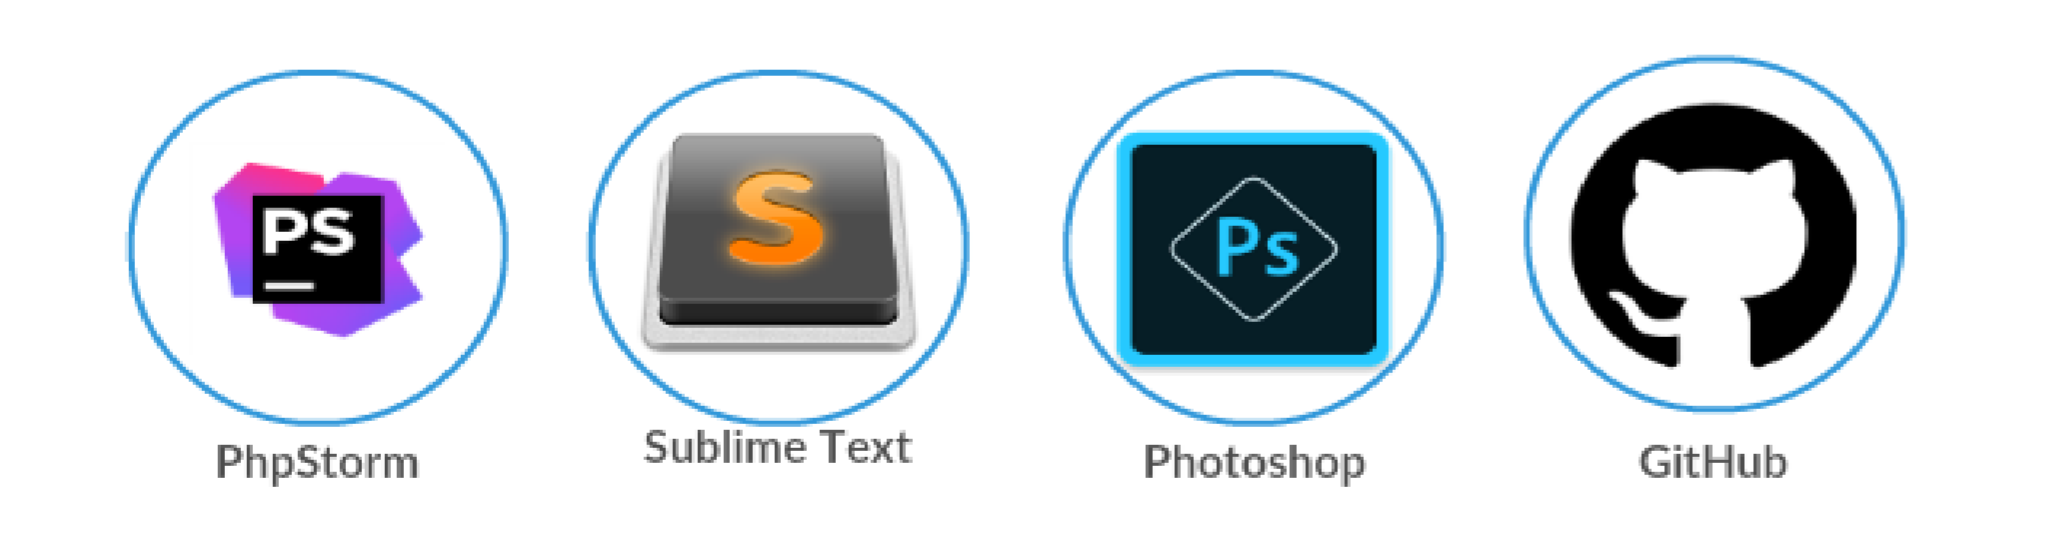 PS
S
Ps
PhpStorm
Sublime Text
Photoshop
GitHub